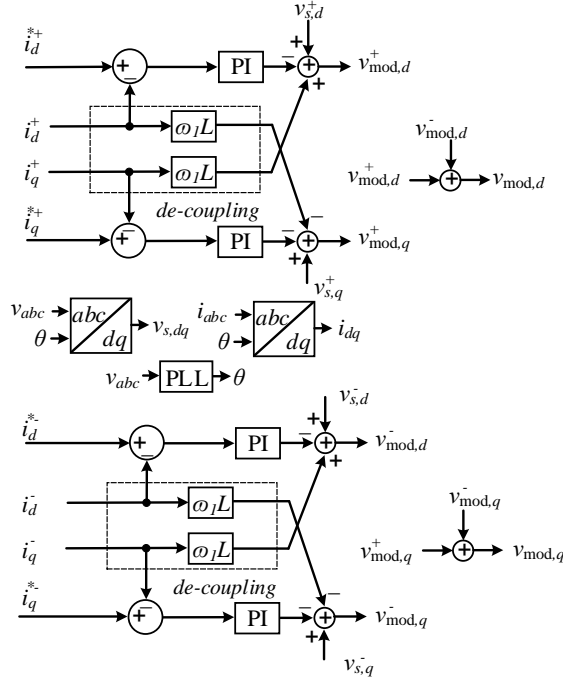 v⁺s,d
i*⁺d
+
−
PI
−
+
+
+
v⁺mod,d
i⁺d
ω₁L
i⁺q
ω₁L
de-coupling
i*⁺q
+
−
PI
−
−
+
+
v⁺mod,q
v⁺s,q
v⁻mod,d
v⁺mod,d
+
vmod,d
vabc
θ
abc
dq
vs,dq
iabc
θ
abc
dq
idq
vabc
PLL
θ
v⁻s,d
i*⁻d
+
−
PI
−
+
+
+
v⁻mod,d
i⁻d
ω₁L
i⁻q
ω₁L
de-coupling
i*⁻q
+
−
PI
−
−
+
+
v⁻mod,q
v⁻s,q
v⁻mod,q
v⁺mod,q
+
vmod,q